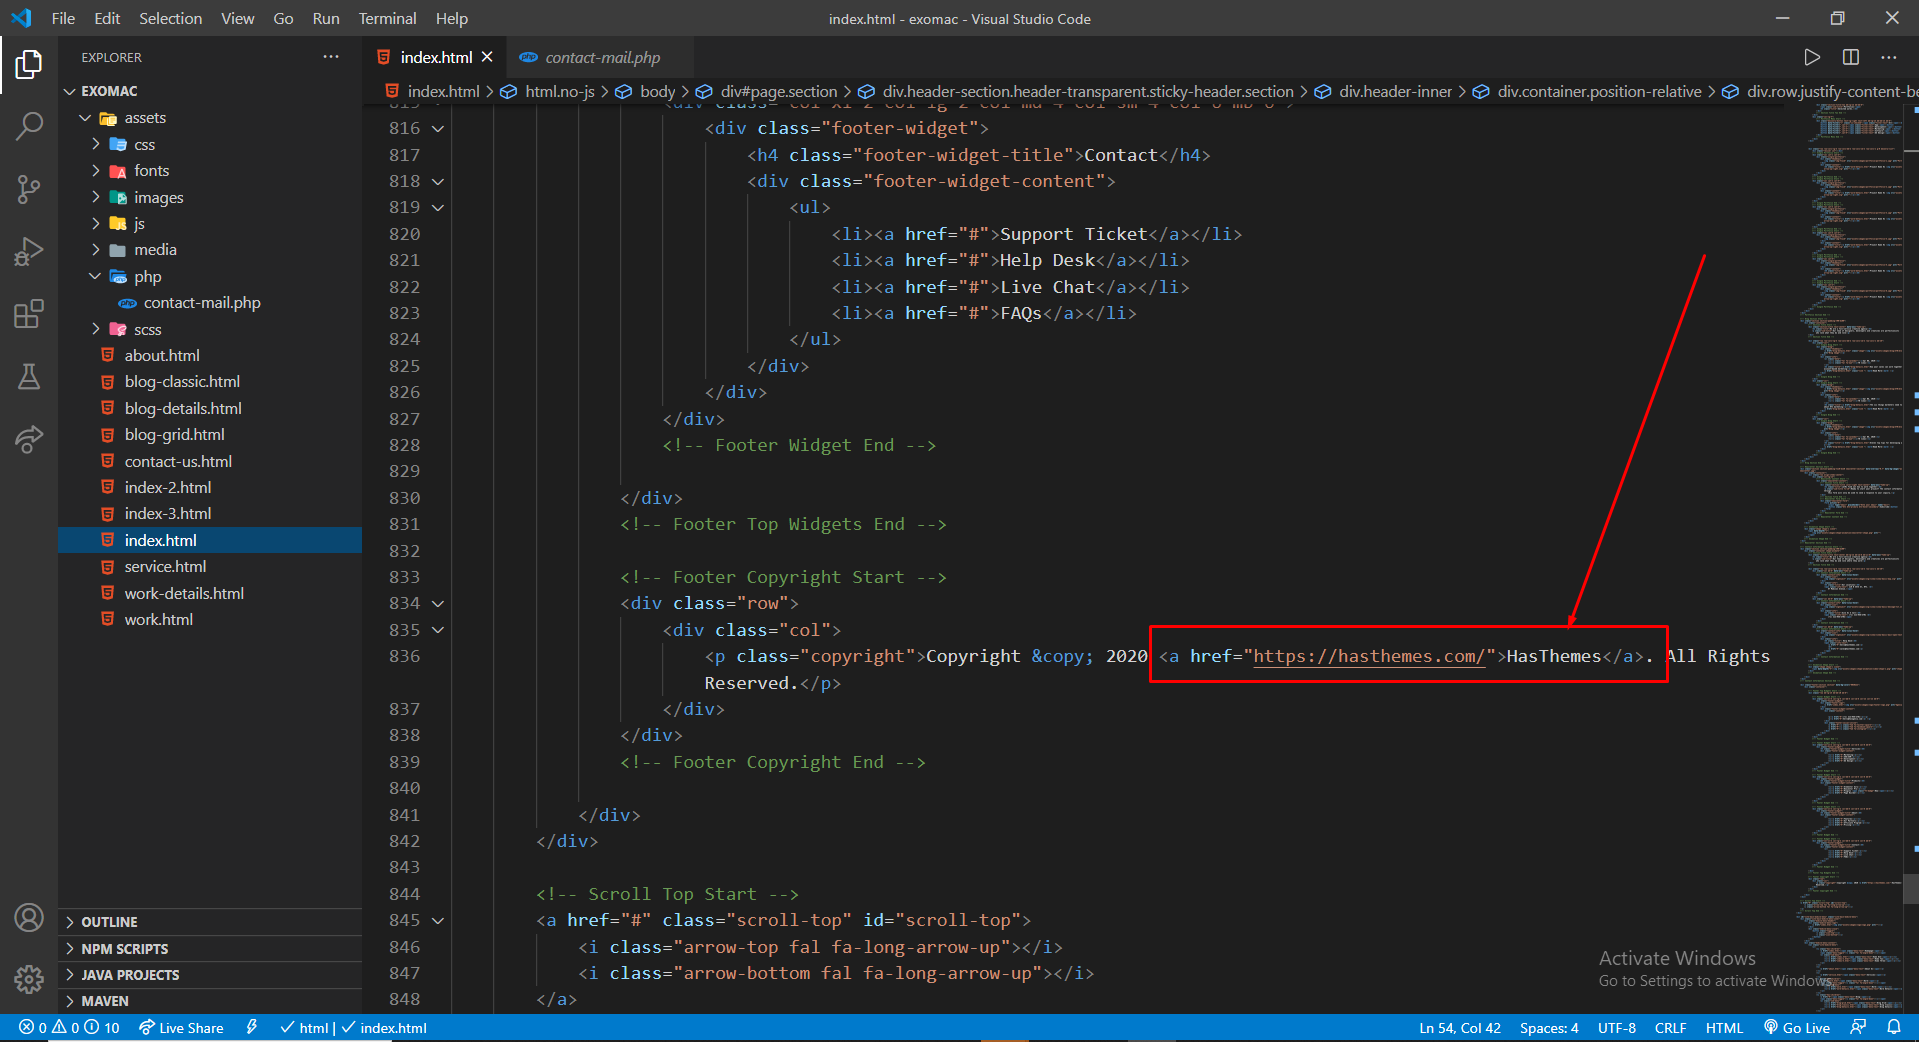 File Edit Selection View Go Run Terminal Help
index.html - exomac - Visual Studio Code
EXPLORER
EXOMAC
assets
css
fonts
images
js
media
php
contact-mail.php
scss
about.html
blog-classic.html
blog-details.html
blog-grid.html
contact-us.html
index-2.html
index-3.html
index.html
service.html
work-details.html
work.html
OUTLINE
NPM SCRIPTS
JAVA PROJECTS
MAVEN
index.html
php contact-mail.php
index.html > html.no-js > body > div#page.section > div.header-section.header-transparent.sticky-header.section > div.header-inner > div.container.position-relative > div.row.justify-content-be
816 <div class="footer-widget">
817 <h4 class="footer-widget-title">Contact</h4>
818 <div class="footer-widget-content">
819 <ul>
820 <li><a href="#">Support Ticket</a></li>
821 <li><a href="#">Help Desk</a></li>
822 <li><a href="#">Live Chat</a></li>
823 <li><a href="#">FAQs</a></li>
824 </ul>
825 </div>
826 </div>
827 </div>
828 <!-- Footer Widget End -->
829
830 </div>
831 <!-- Footer Top Widgets End -->
832
833 <!-- Footer Copyright Start -->
834 <div class="row">
835 <div class="col">
836 <p class="copyright">Copyright &copy; 2020 <a href="https://hasthemes.com/">HasThemes</a>. All Rights
Reserved.</p>
837 </div>
838 </div>
839 <!-- Footer Copyright End -->
840
841 </div>
842 </div>
843
844 <!-- Scroll Top Start -->
845 <a href="#" class="scroll-top" id="scroll-top">
846 <i class="arrow-top fal fa-long-arrow-up"></i>
847 <i class="arrow-bottom fal fa-long-arrow-up"></i>
848 </a>
Activate Windows
Go to Settings to activate Windows.
0 0 10 Live Share html | index.html
Ln 54, Col 42 Spaces: 4 UTF-8 CRLF HTML Go Live